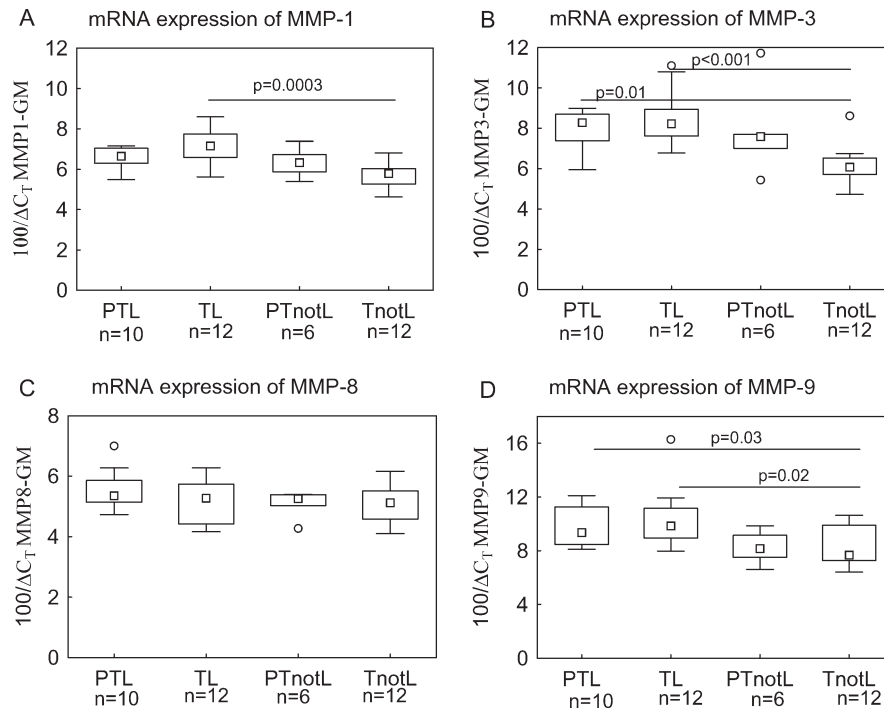 A mRNA expression of MMP-1
100/ΔCT MMP1-GM
12
10
8
6
4
2
0
p=0.0003
PTL TL PTnotL TnotL
n=10 n=12 n=6 n=12
B mRNA expression of MMP-3
100/ΔCT MMP3-GM
12
10
8
6
4
2
0
p<0.001
p=0.01
PTL TL PTnotL TnotL
n=10 n=12 n=6 n=12
C mRNA expression of MMP-8
100/ΔCT MMP8-GM
8
6
4
2
0
PTL TL PTnotL TnotL
n=10 n=12 n=6 n=12
D mRNA expression of MMP-9
100/ΔCT MMP9-GM
16
12
8
4
0
p=0.03
p=0.02
PTL TL PTnotL TnotL
n=10 n=12 n=6 n=12